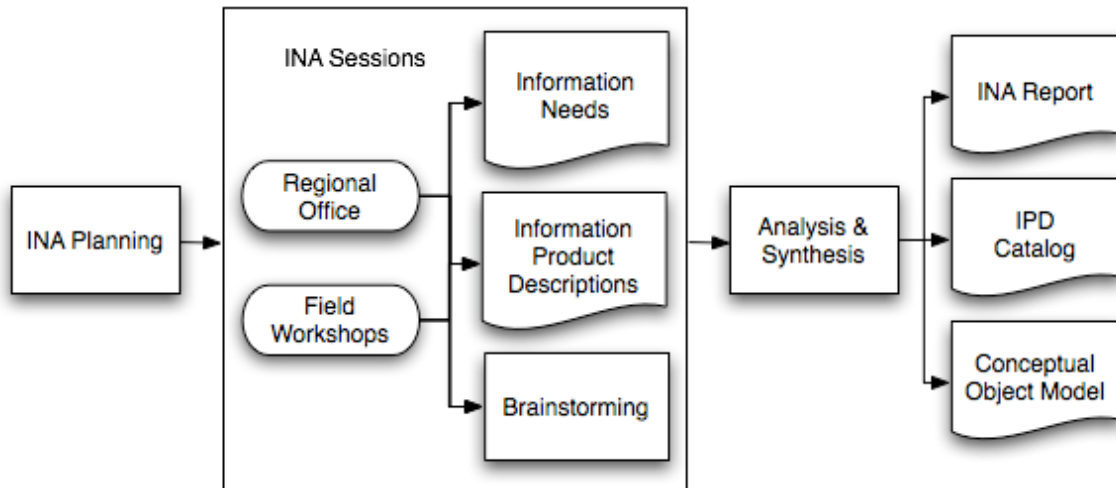 INA Planning
INA Sessions
Regional
Office
Field
Workshops
Information
Needs
Information
Product
Descriptions
Brainstorming
Analysis &
Synthesis
INA Report
IPD
Catalog
Conceptual
Object Model